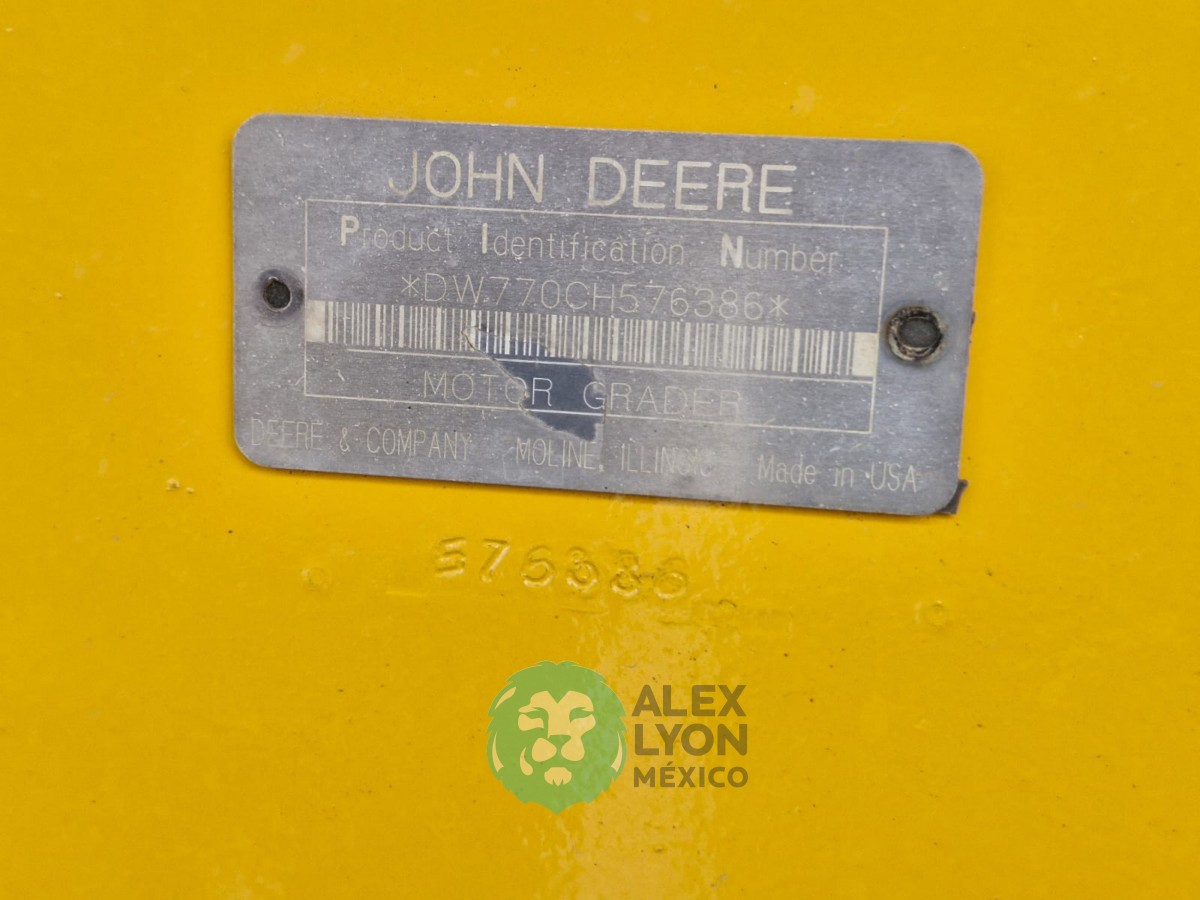 JOHN DEERE
Product Identification Number
*DW770CH576386*
MOTOR GRADER
DEERE & COMPANY MOLINE, ILLINOIS Made in USA
576386
ALEX
LYON
MÉXICO